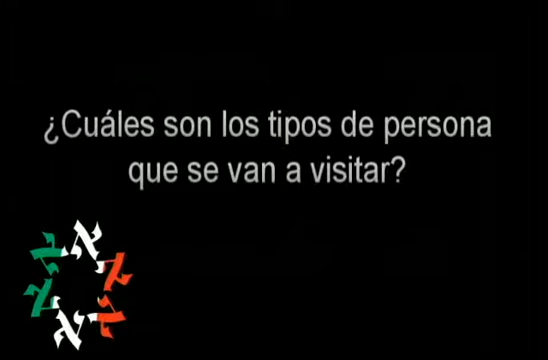 ¿Cuáles son los tipos de persona
que se van a visitar?
א
א
א
א
א
א